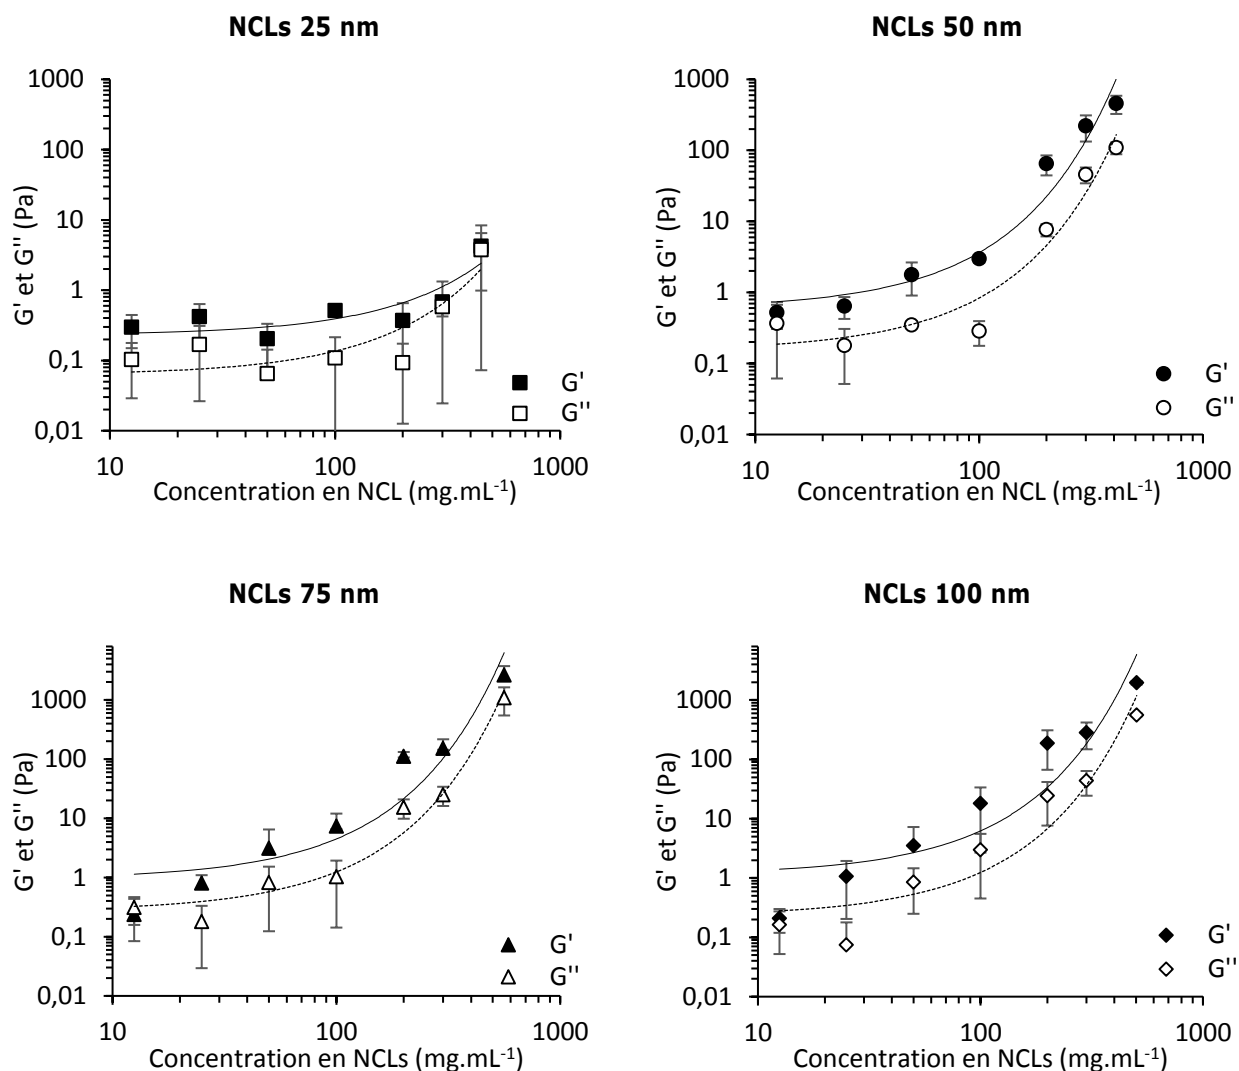 NCLs 25 nm
1000
100
10
1
0,1
0,01
G' et G'' (Pa)
G'
G''
10
100
1000
Concentration en NCL (mg.mL-1)
NCLs 50 nm
1000
100
10
1
0,1
0,01
G' et G'' (Pa)
G'
G''
10
100
1000
Concentration en NCL (mg.mL-1)
NCLs 75 nm
1000
100
10
1
0,1
0,01
G' et G'' (Pa)
G'
G''
10
100
1000
Concentration en NCLs (mg.mL-1)
NCLs 100 nm
1000
100
10
1
0,1
0,01
G' et G'' (Pa)
G'
G''
10
100
1000
Concentration en NCLs (mg.mL-1)